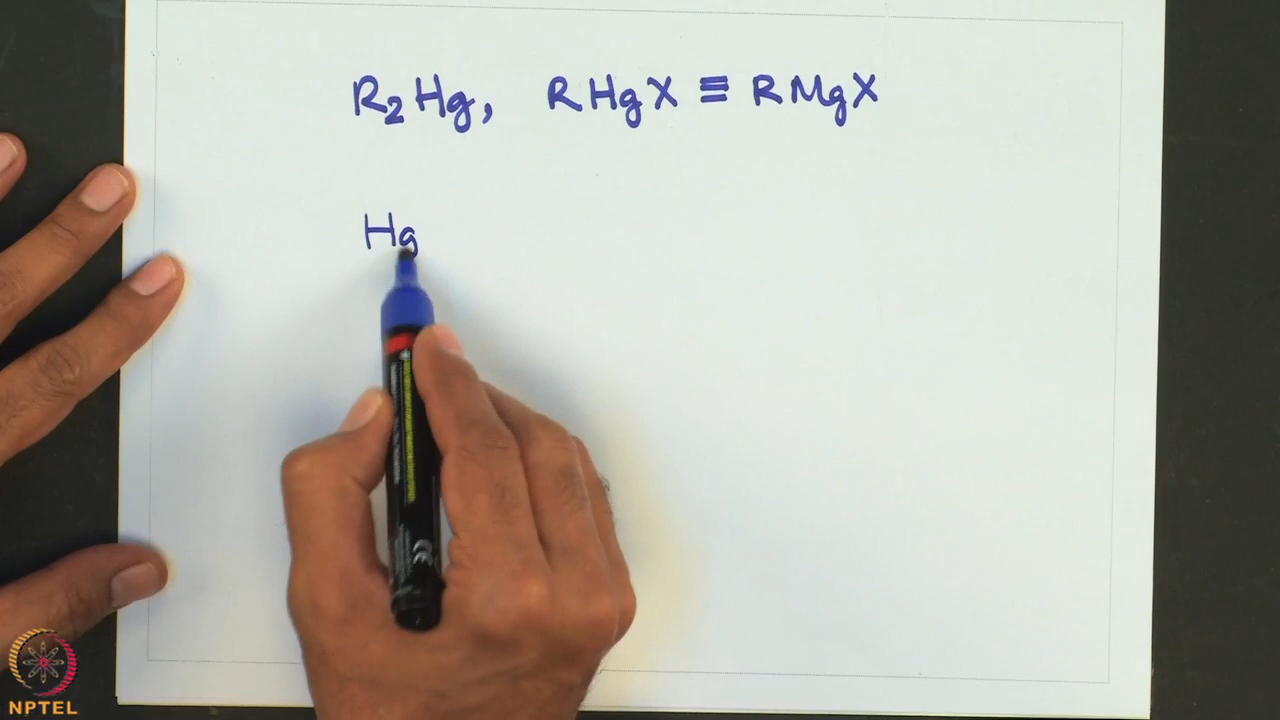 R₂Hg, RHgX ≡ RMgX
Hg
NPTEL